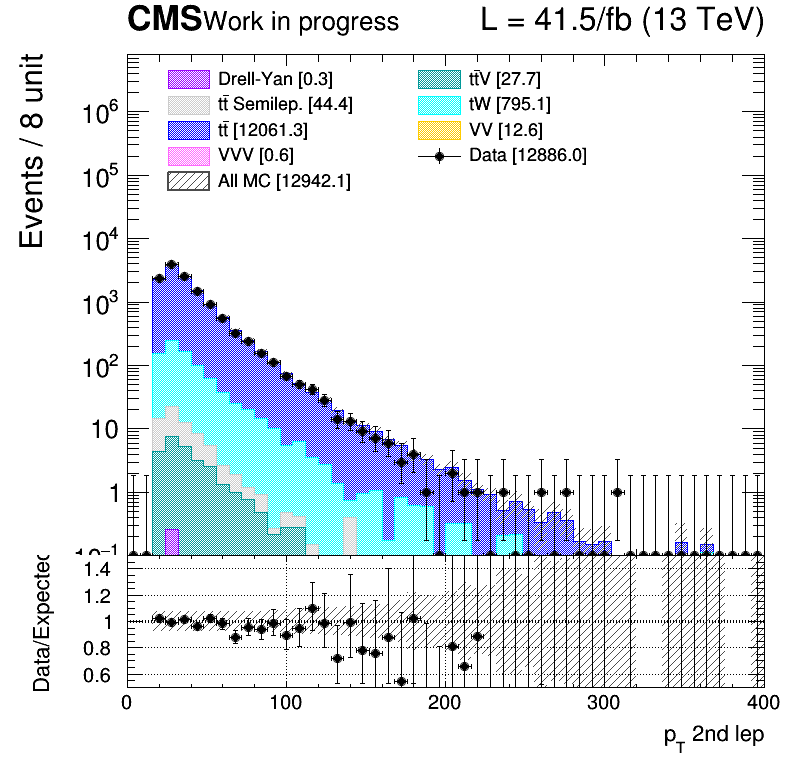 CMS Work in progress L = 41.5/fb (13 TeV)
Events / 8 unit
Drell-Yan [0.3]
tt̄ Semilep. [44.4]
tt̄ [12061.3]
VVV [0.6]
All MC [12942.1]
tt̄V [27.7]
tW [795.1]
VV [12.6]
Data [12886.0]
10⁶
10⁵
10⁴
10³
10²
10
1
10⁻¹
Data/Expected
1.4
1.2
1
0.8
0.6
0 100 200 300 400
p_T 2nd lep